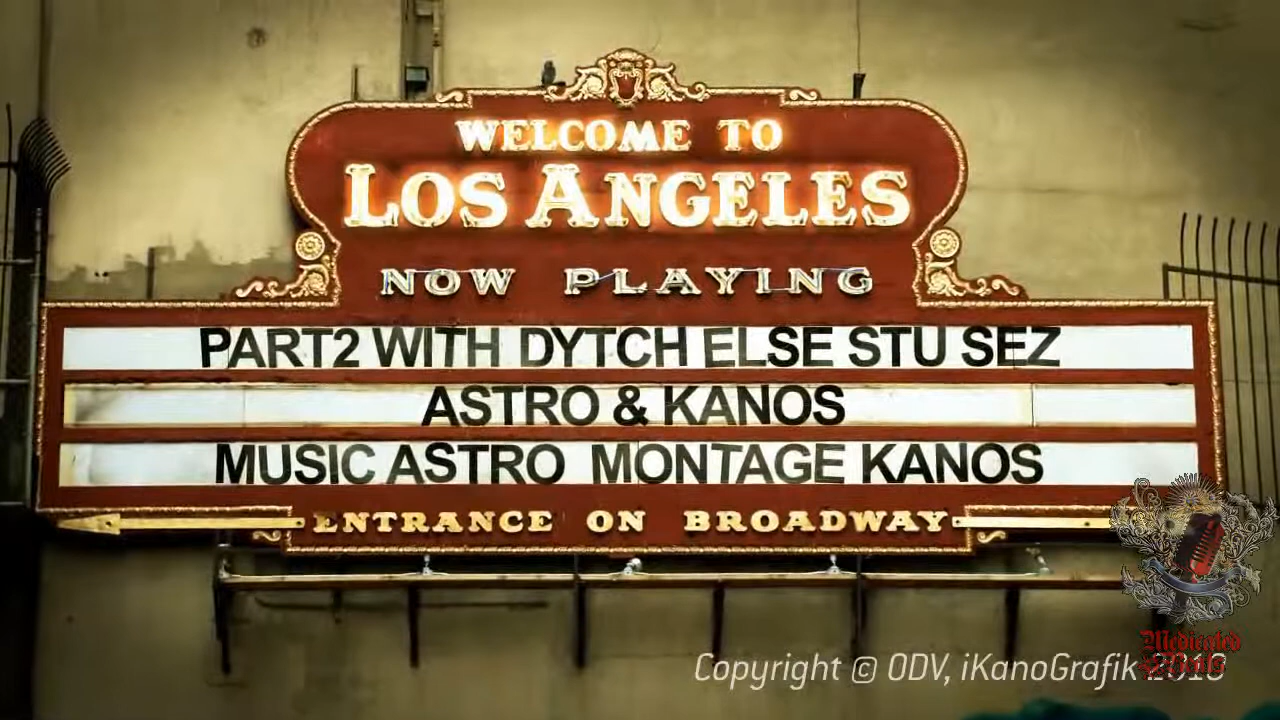 WELCOME TO
LOS ANGELES
NOW PLAYING
PART2 WITH DYTCH ELSE STU SEZ
ASTRO & KANOS
MUSIC ASTRO MONTAGE KANOS
ENTRANCE ON BROADWAY
Medicated
Copyright © ODV, iKanoGrafik